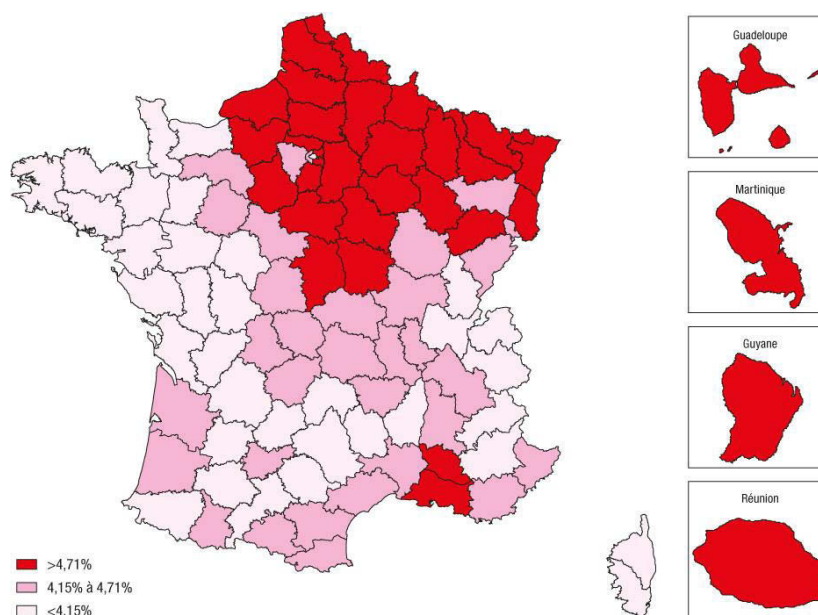 Guadeloupe
Martinique
Guyane
Réunion
>4,71%
4,15% à 4,71%
<4,15%